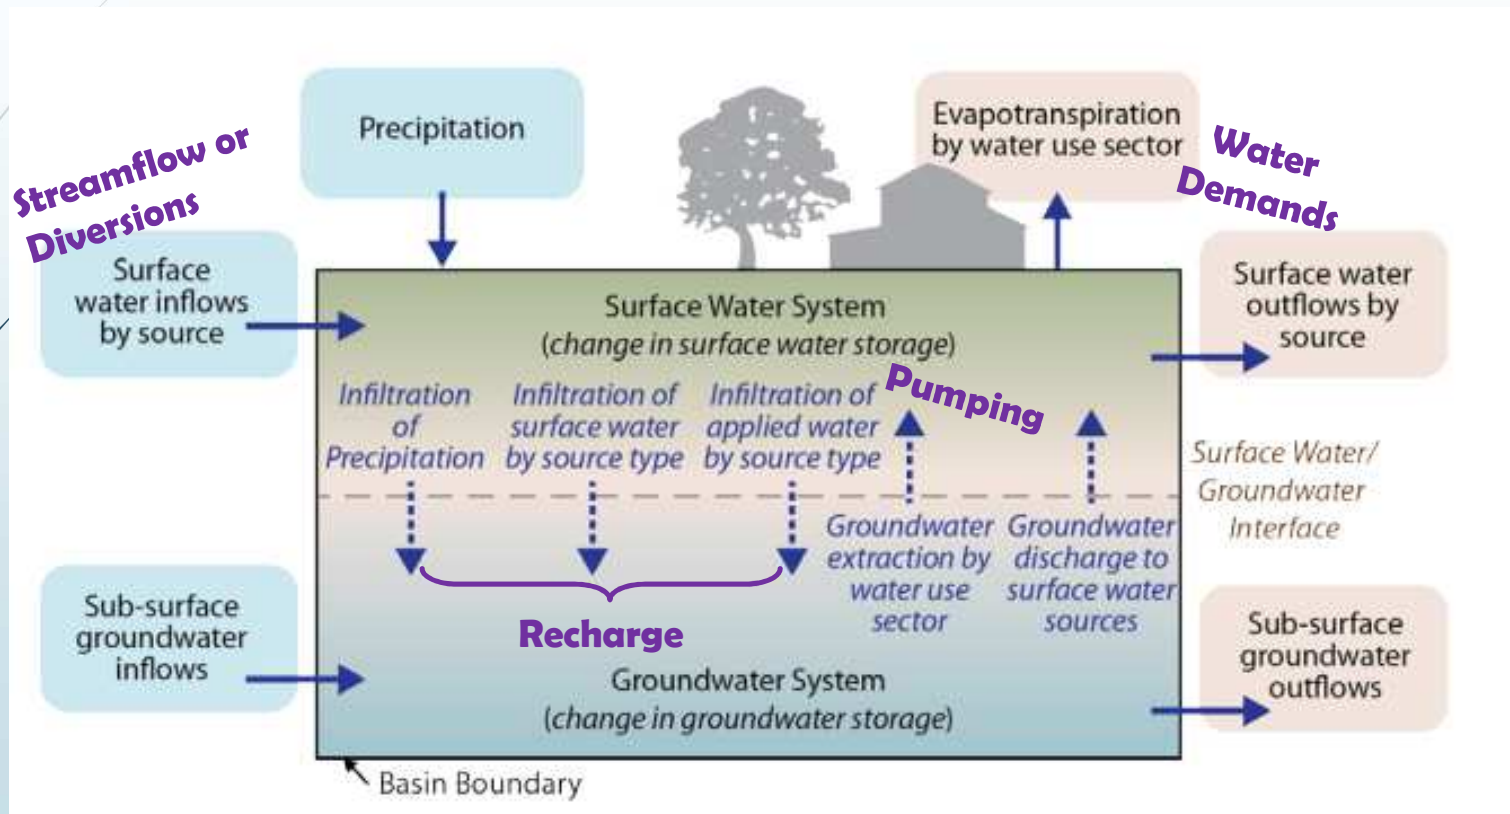 Precipitation
Evapotranspiration
by water use sector
Streamflow or
Diversions
Water
Demands
Surface
water inflows
by source
Surface water
outflows by
source
Surface Water System
(change in surface water storage)
Infiltration
of
Precipitation
Infiltration of
surface water
by source type
Infiltration of
applied water
by source type
Pumping
Surface Water/
Groundwater
Interface
Groundwater
extraction by
water use
sector
Groundwater
discharge to
surface water
sources
Recharge
Sub-surface
groundwater
inflows
Sub-surface
groundwater
outflows
Groundwater System
(change in groundwater storage)
Basin Boundary